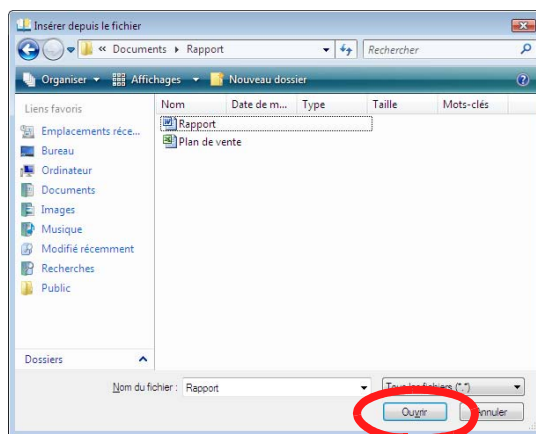 Insérer depuis le fichier
« Documents ▸ Rapport
Rechercher
Organiser Affichages Nouveau dossier
Liens favoris
Emplacements réce...
Bureau
Ordinateur
Documents
Images
Musique
Modifié récemment
Recherches
Public
Dossiers
Nom Date de m... Type Taille Mots-clés
Rapport
Plan de vente
Nom du fichier : Rapport
Tous les fichiers (*.*)
Ouvrir Annuler